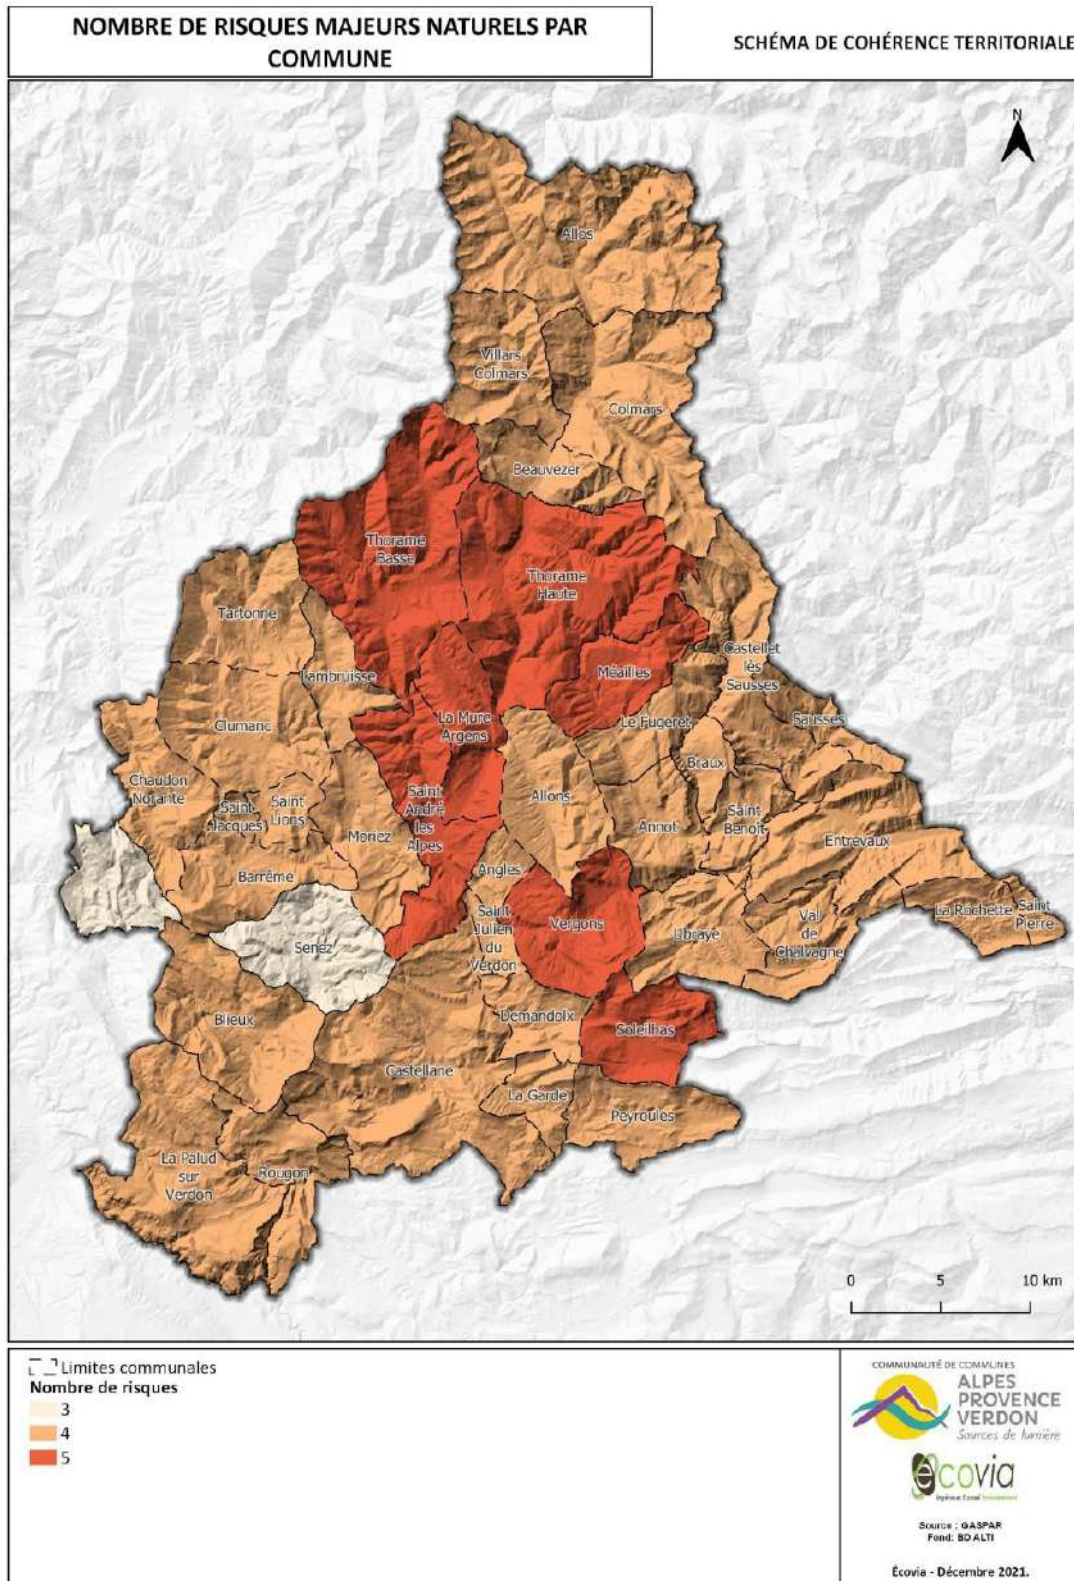 NOMBRE DE RISQUES MAJEURS NATURELS PAR
COMMUNE
SCHÉMA DE COHÉRENCE TERRITORIALE
N
Allos
Villars
Colmars
Colmars
Beauvezer
Thorame
Basse
Thorame
Haute
Tartonne
Castellet
lès
Sausses
Méailles
Lambruisse
La Mure
Argens
Le Fugeret
Sausses
Clumanc
Braux
Chaudon
Norante
Saint
Jacques
Saint
Lions
Saint
André
les
Alpes
Allons
Moriez
Annot
Saint
Benoit
Entrevaux
Barrême
Angles
La Rochette
Saint
Pierre
Senez
Saint
Julien
du
Verdon
Vergons
Ubraye
Val
de
Chalvagne
Blieux
Demandolx
Soleilhas
Castellane
La Garde
Peyroules
La Palud
sur
Verdon
Rougon
0 5 10 km
Limites communales
Nombre de risques
3
4
5
COMMUNAUTÉ DE COMMUNES
ALPES
PROVENCE
VERDON
Sources de lumière
écovia
Source : GASPAR
Fond: BD ALTI
Écovia - Décembre 2021.